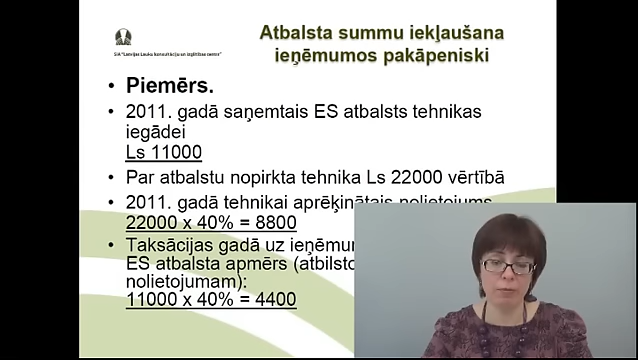 Atbalsta summu iekļaušana
ieņēmumos pakāpeniski
SIA "Latvijas Lauku konsultāciju un izglītības centrs"
• Piemērs.
• 2011. gadā saņemtais ES atbalsts tehnikas
iegādei
Ls 11000
• Par atbalstu nopirkta tehnika Ls 22000 vērtībā
• 2011. gadā tehnikai aprēķinātais nolietojums
22000 x 40% = 8800
• Taksācijas gadā uz
ES atbalsta apmērs
nolietojumam):
11000 x 40% = 4400